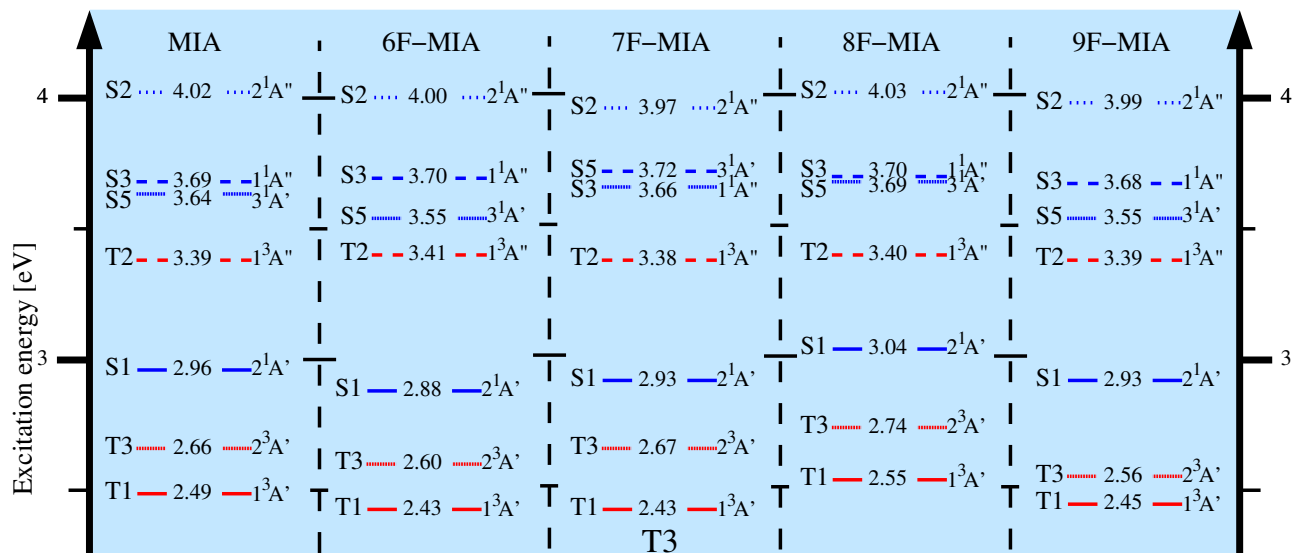 MIA 6F−MIA 7F−MIA 8F−MIA 9F−MIA
Excitation energy [eV]
4
3
S2 4.02 2¹A"
S3 3.69 1¹A"
S5 3.64 3¹A’
T2 3.39 1³A"
S1 2.96 2¹A’
T3 2.66 2³A’
T1 2.49 1³A’
S2 4.00 2¹A"
S3 3.70 1¹A"
S5 3.55 3¹A’
T2 3.41 1³A"
S1 2.88 2¹A’
T3 2.60 2³A’
T1 2.43 1³A’
S2 3.97 2¹A"
S5 3.72 3¹A’
S3 3.66 1¹A"
T2 3.38 1³A"
S1 2.93 2¹A’
T3 2.67 2³A’
T1 2.43 1³A’
T3
S2 4.03 2¹A"
S3 3.70 1¹A"
S5 3.69 3¹A’
T2 3.40 1³A"
S1 3.04 2¹A’
T3 2.74 2³A’
T1 2.55 1³A’
S2 3.99 2¹A"
S3 3.68 1¹A"
S5 3.55 3¹A’
T2 3.39 1³A"
S1 2.93 2¹A’
T3 2.56 2³A’
T1 2.45 1³A’
4
3